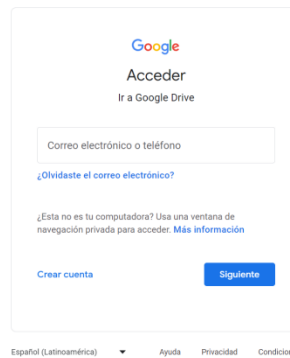 Google
Acceder
Ir a Google Drive
Correo electrónico o teléfono
¿Olvidaste el correo electrónico?
¿Esta no es tu computadora? Usa una ventana de
navegación privada para acceder. Más información
Crear cuenta Siguiente
Español (Latinoamérica) Ayuda Privacidad